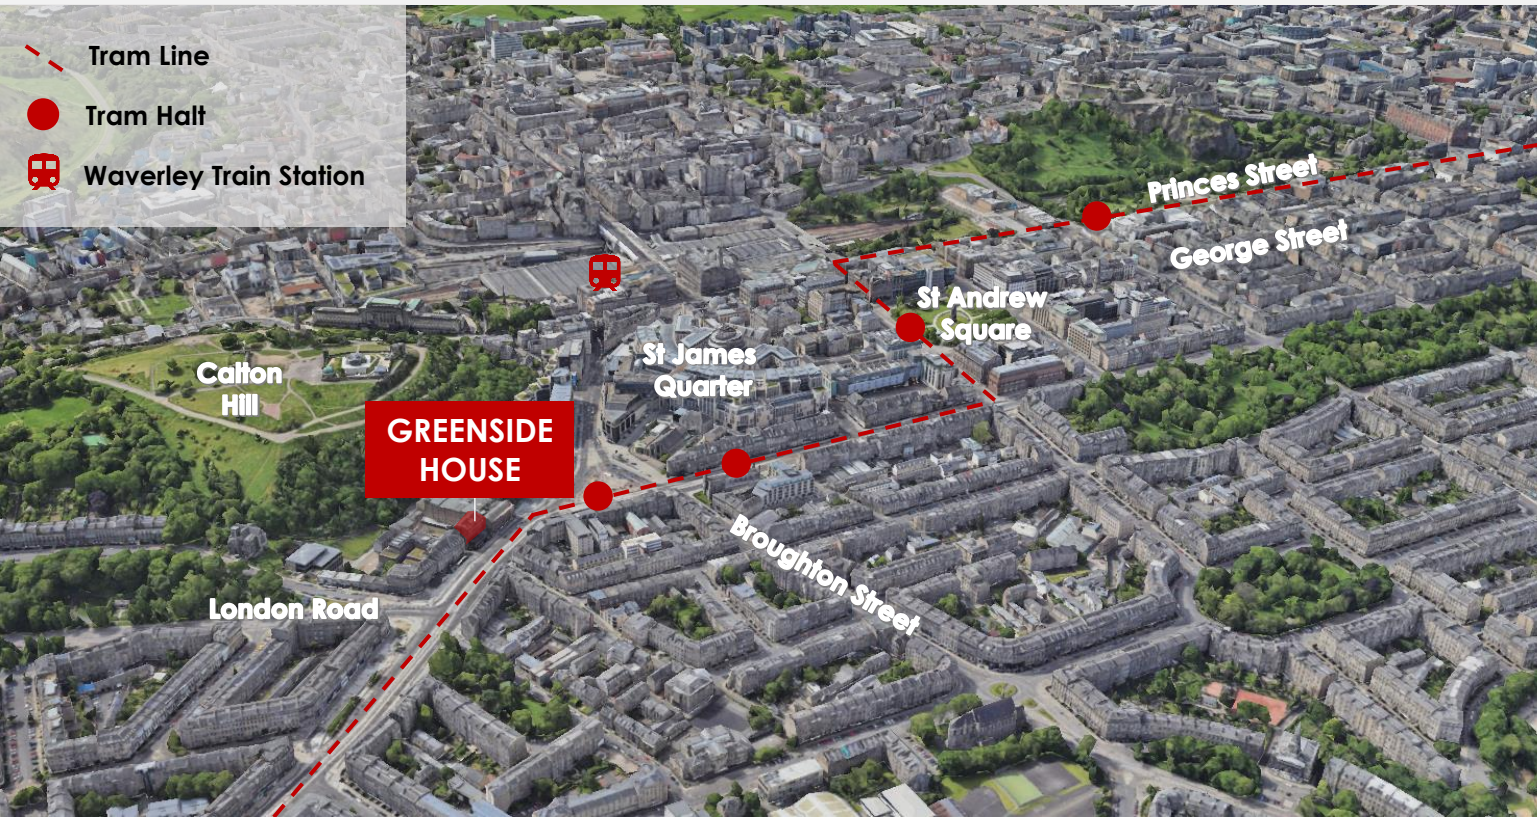 Tram Line
Tram Halt
Waverley Train Station
Princes Street
George Street
St Andrew
Square
St James
Quarter
Calton
Hill
GREENSIDE
HOUSE
Broughton Street
London Road